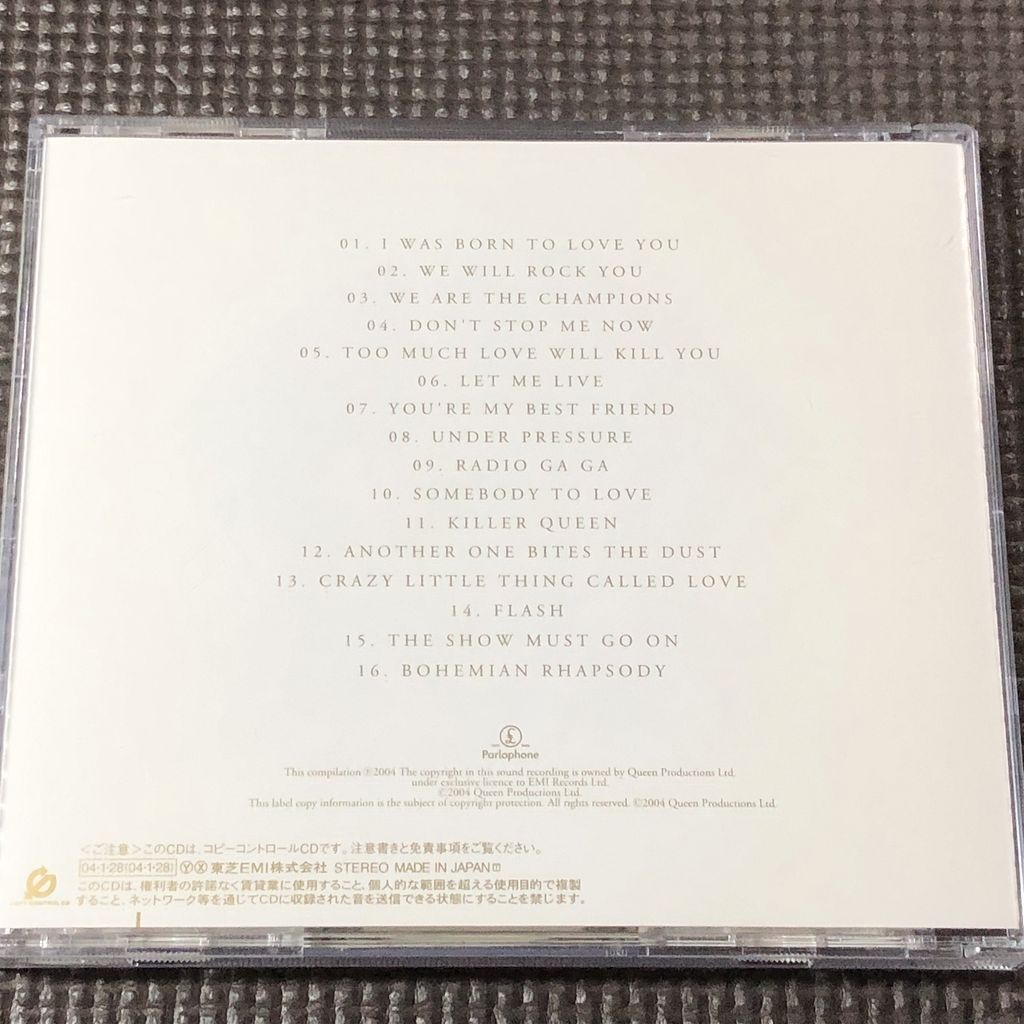 01. I WAS BORN TO LOVE YOU
02. WE WILL ROCK YOU
03. WE ARE THE CHAMPIONS
04. DON'T STOP ME NOW
05. TOO MUCH LOVE WILL KILL YOU
06. LET ME LIVE
07. YOU'RE MY BEST FRIEND
08. UNDER PRESSURE
09. RADIO GA GA
10. SOMEBODY TO LOVE
11. KILLER QUEEN
12. ANOTHER ONE BITES THE DUST
13. CRAZY LITTLE THING CALLED LOVE
14. FLASH
15. THE SHOW MUST GO ON
16. BOHEMIAN RHAPSODY
£
Parlophone
This compilation ℗2004 The copyright in this sound recording is owned by Queen Productions Ltd.
under exclusive licence to EMI Records Ltd.
©2004 Queen Productions Ltd.
This label copy information is the subject of copyright protection. All rights reserved. ©2004 Queen Productions Ltd.
<ご注意>このCDは、コピーコントロールCDです。注意書きと免責事項をご覧ください。
04・1・28(04・1・28) ⓎⓍ 東芝EMI株式会社 STEREO MADE IN JAPAN
このCDは、権利者の許諾なく賃貸業に使用すること、個人的な範囲を超える使用目的で複製
すること、ネットワーク等を通じてCDに収録された音を送信できる状態にすることを禁じます。